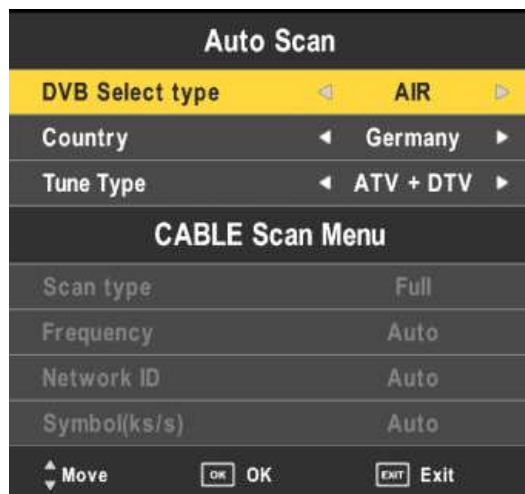 Auto Scan
DVB Select type AIR
Country Germany
Tune Type ATV + DTV
CABLE Scan Menu
Scan type Full
Frequency Auto
Network ID Auto
Symbol(ks/s) Auto
Move OK OK EXIT Exit